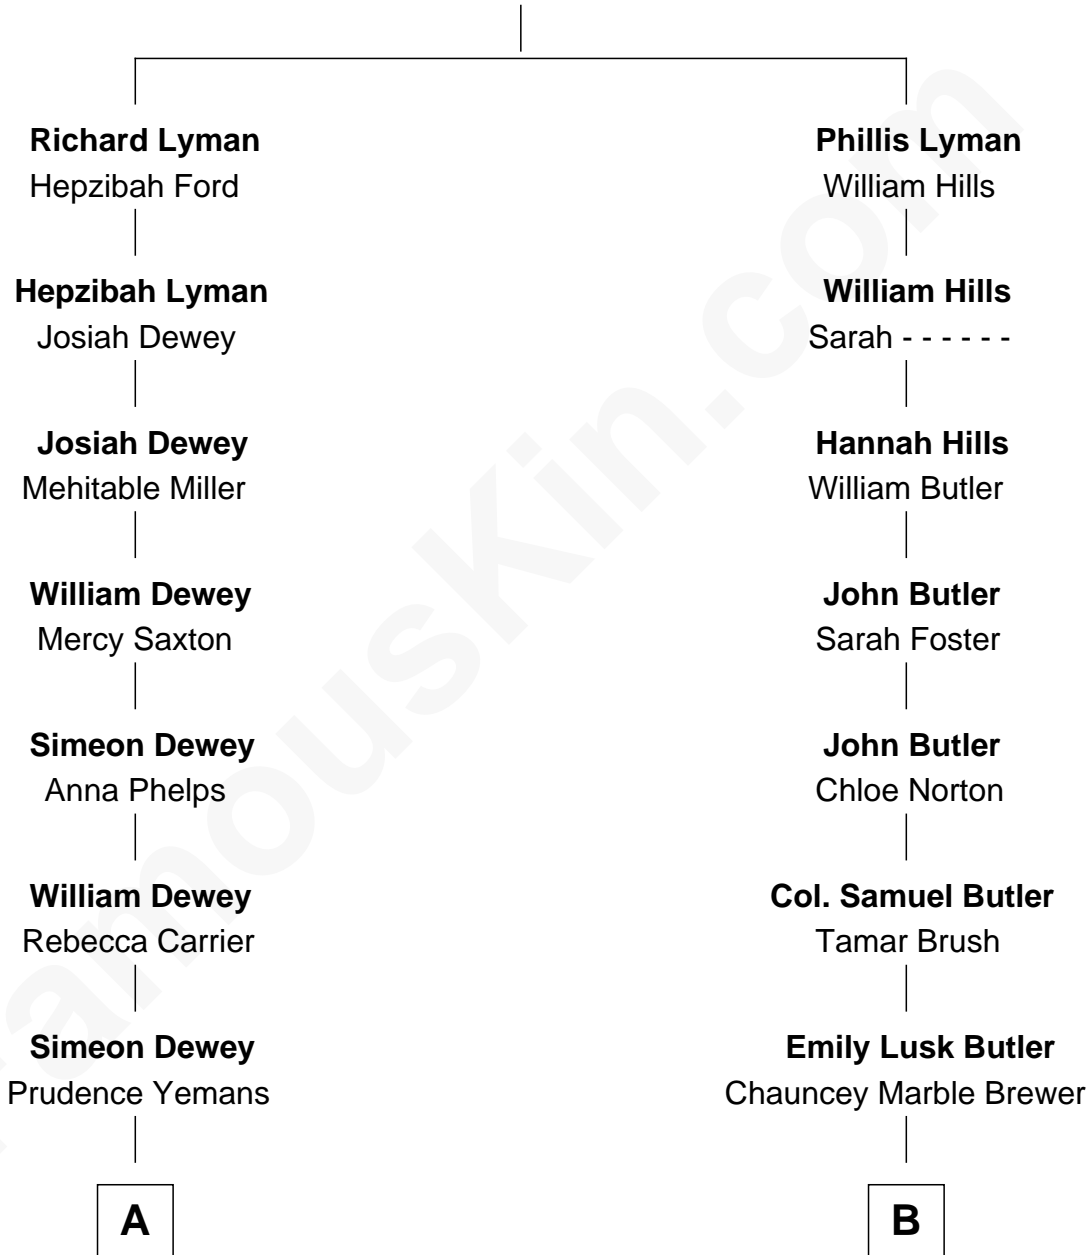 Richard Lyman
Hepzibah Ford
Hepzibah Lyman
Josiah Dewey
Josiah Dewey
Mehitable Miller
William Dewey
Mercy Saxton
Simeon Dewey
Anna Phelps
William Dewey
Rebecca Carrier
Simeon Dewey
Prudence Yemans
A
Phillis Lyman
William Hills
William Hills
Sarah - - - - - -
Hannah Hills
William Butler
John Butler
Sarah Foster
John Butler
Chloe Norton
Col. Samuel Butler
Tamar Brush
Emily Lusk Butler
Chauncey Marble Brewer
B
FamousKin.com